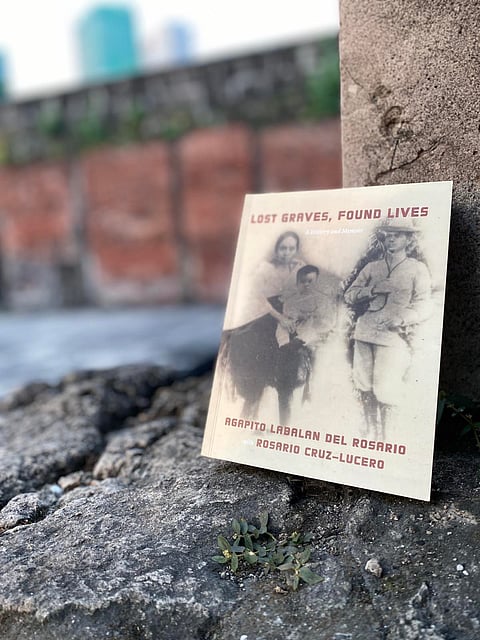 LOST GRAVES, FOUND LIVES
A History and Memoir
AGAPITO LABALAN DEL ROSARIO
with ROSARIO CRUZ-LUCERO